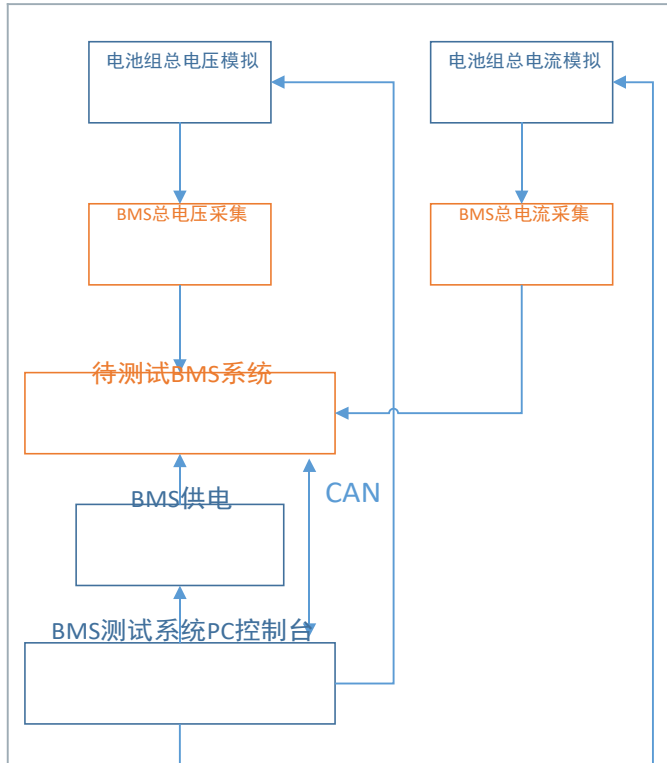 电池组总电压模拟
电池组总电流模拟
BMS总电压采集
BMS总电流采集
待测试BMS系统
BMS供电
CAN
BMS测试系统PC控制台